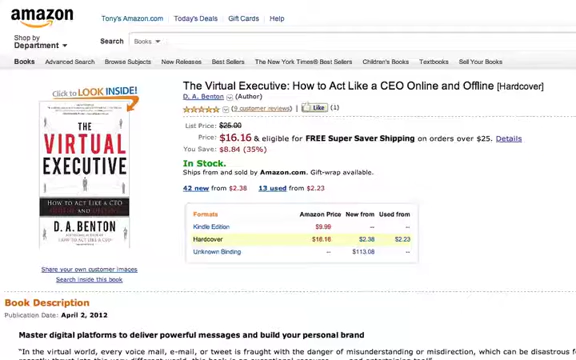 amazon
Tony's Amazon.com Today's Deals Gift Cards Help
Shop by
Department
Search Books
Books Advanced Search Browse Subjects New Releases Best Sellers The New York Times® Best Sellers Children's Books Textbooks Sell Your Books
Click to LOOK INSIDE!
THE
VIRTUAL
EXECUTIVE
HOW TO ACT LIKE A CEO
ONLINE AND OFFLINE
D. A. BENTON
HOW TO ACT LIKE A CEO
Share your own customer images
Search inside this book
The Virtual Executive: How to Act Like a CEO Online and Offline [Hardcover]
D. A. Benton (Author)
(9 customer reviews) | Like (1)
List Price: $25.00
Price: $16.16 & eligible for FREE Super Saver Shipping on orders over $25. Details
You Save: $8.84 (35%)
In Stock.
Ships from and sold by Amazon.com. Gift-wrap available.
42 new from $2.38 13 used from $2.23
Formats Amazon Price New from Used from
Kindle Edition $9.99 -- --
Hardcover $16.16 $2.38 $2.23
Unknown Binding -- $113.08 --
Book Description
Publication Date: April 2, 2012
Master digital platforms to deliver powerful messages and build your personal brand
"In the virtual world, every voice mail, e-mail, or tweet is fraught with the danger of misunderstanding or misdirection, which can be disastrous f